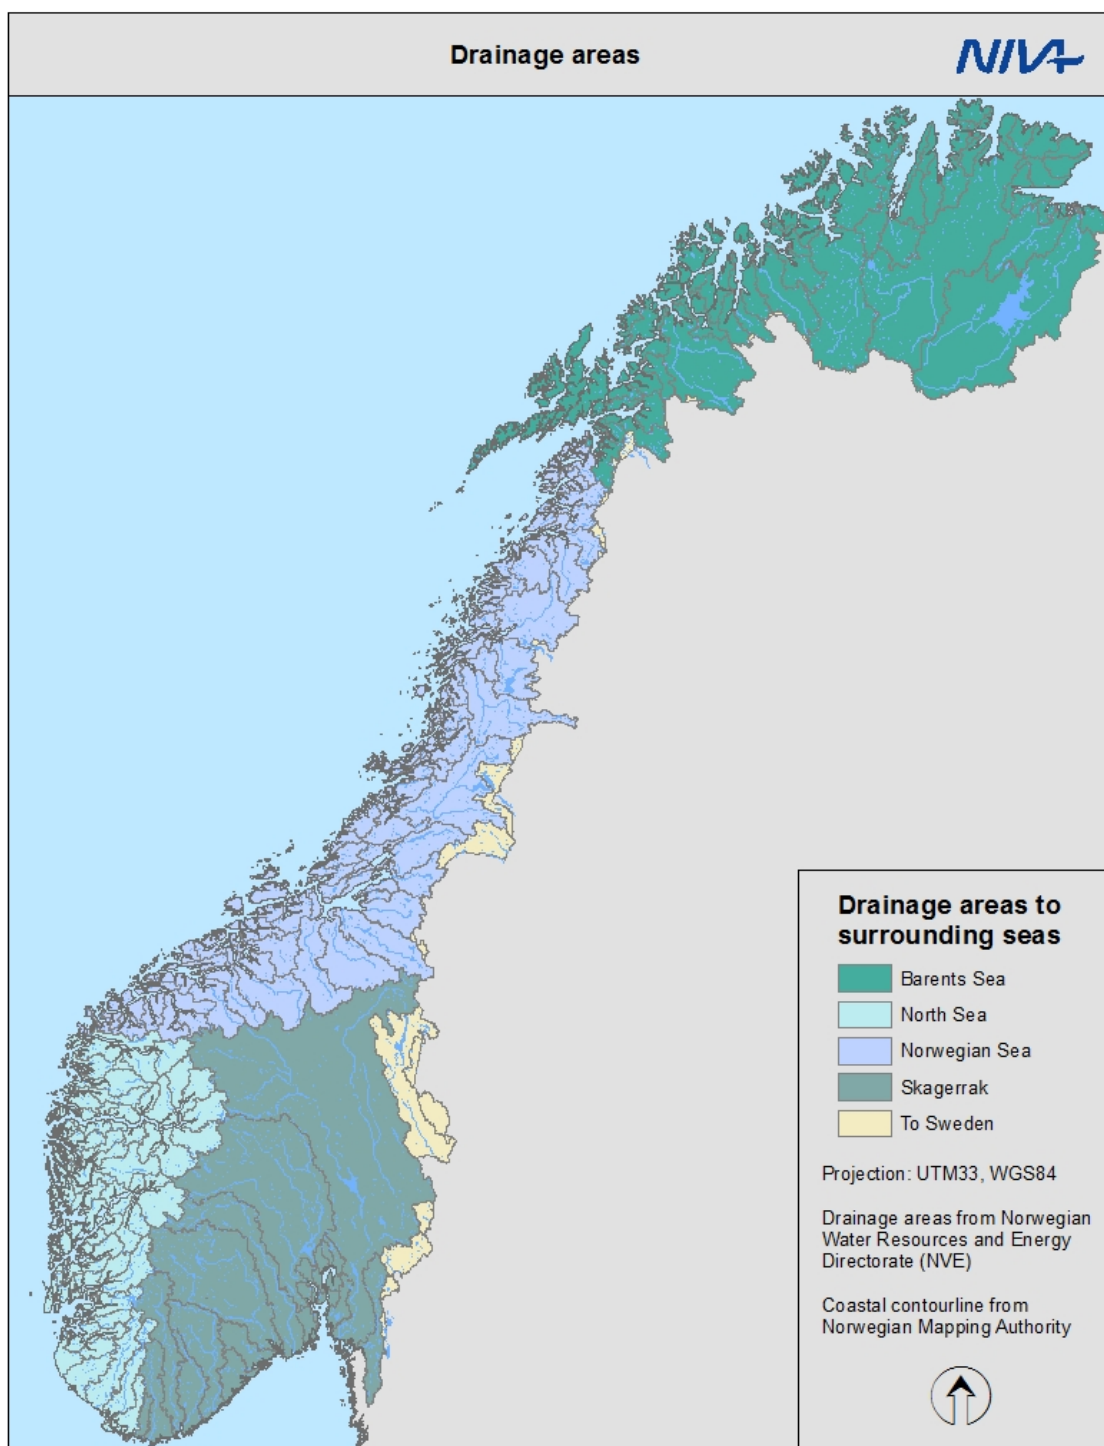 Drainage areas
NIVA
Drainage areas to
surrounding seas
Barents Sea
North Sea
Norwegian Sea
Skagerrak
To Sweden
Projection: UTM33, WGS84
Drainage areas from Norwegian
Water Resources and Energy
Directorate (NVE)
Coastal contourline from
Norwegian Mapping Authority